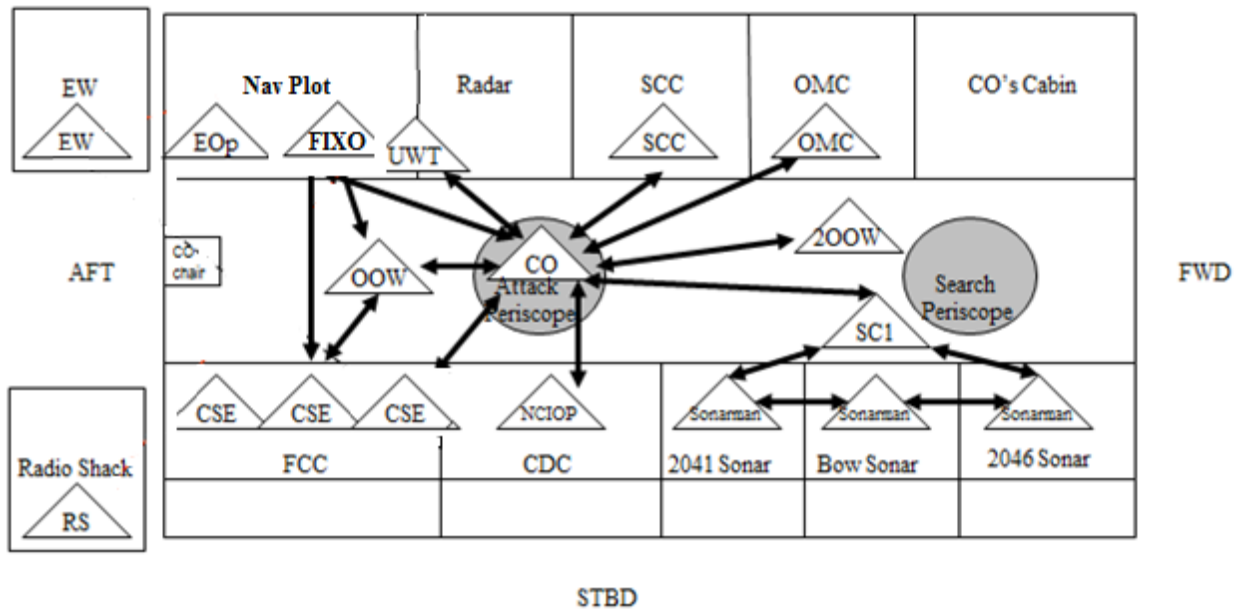 EW
Nav Plot
Radar
SCC
OMC
CO's Cabin
EW
EOp
FIXO
UWT
SCC
OMC
AFT
CO-
chair
OOW
CO
Attack
Periscope
2OOW
Search
Periscope
SC1
FWD
CSE
CSE
CSE
NCIOP
Sonarman
Sonarman
Sonarman
Radio Shack
FCC
CDC
2041 Sonar
Bow Sonar
2046 Sonar
RS
STBD